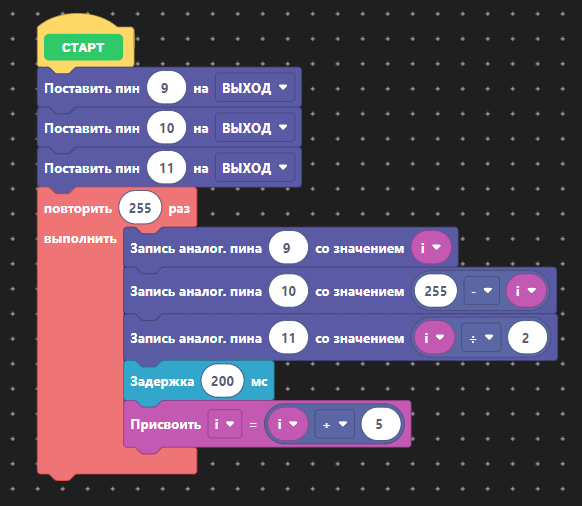 СТАРТ
Поставить пин 9 на ВЫХОД
Поставить пин 10 на ВЫХОД
Поставить пин 11 на ВЫХОД
повторить 255 раз
выполнить
Запись аналог. пина 9 со значением i
Запись аналог. пина 10 со значением 255 - i
Запись аналог. пина 11 со значением i ÷ 2
Задержка 200 мс
Присвоить i = i + 5